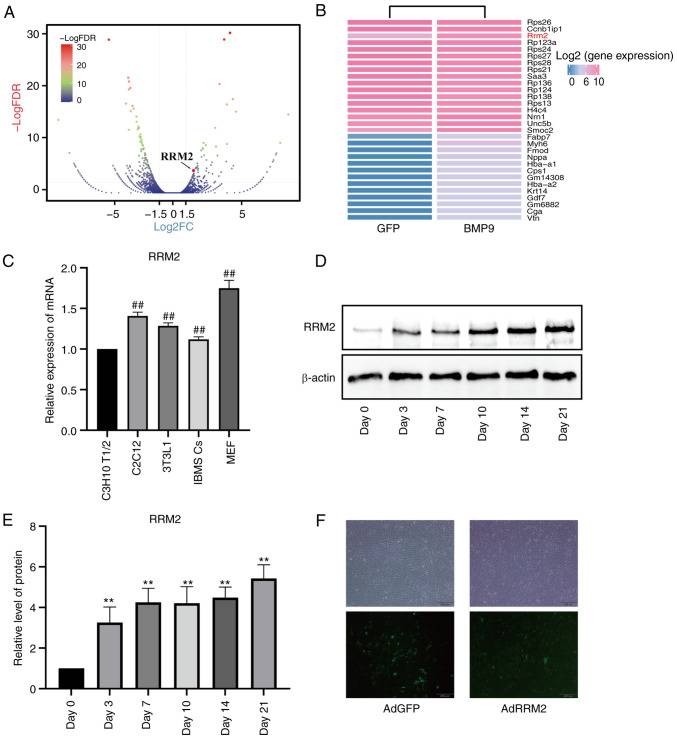 A
−LogFDR
30
20
10
0
−LogFDR
30
20
10
0
RRM2
−5
−1.5
0
1.5
5
Log2FC
B
Rps26
Ccnb1ip1
Rrm2
Rp123a
Rps24
Rps27
Rps28
Rps21
Saa3
Rp136
Rp124
Rp138
Rps13
H4c4
Nrn1
Unc5b
Smoc2
Fabp7
Myh6
Fmod
Nppa
Hba-a1
Cps1
Gm14308
Hba-a2
Krt14
Gdf7
Gm6882
Cga
Vtn
GFP
BMP9
Log2 (gene expression)
0 6 10
C
RRM2
Relative expression of mRNA
2.0
1.5
1.0
0.5
0.0
##
##
##
##
C3H10 T1/2
C2C12
3T3L1
IBMS Cs
MEF
D
RRM2
β-actin
Day 0
Day 3
Day 7
Day 10
Day 14
Day 21
E
RRM2
Relative level of protein
8
6
4
2
0
**
**
**
**
**
Day 0
Day 3
Day 7
Day 10
Day 14
Day 21
F
AdGFP
AdRRM2